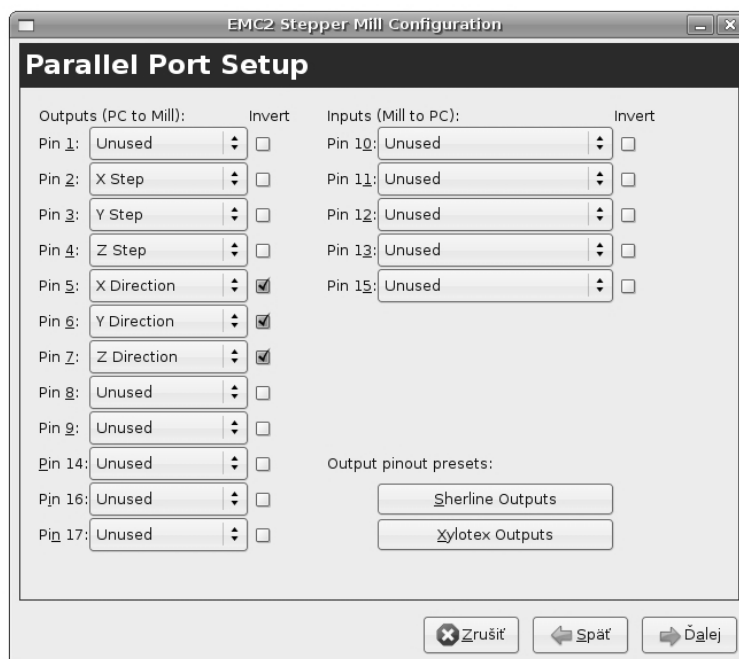 EMC2 Stepper Mill Configuration
Parallel Port Setup
Outputs (PC to Mill): Invert
Pin 1: Unused
Pin 2: X Step
Pin 3: Y Step
Pin 4: Z Step
Pin 5: X Direction
Pin 6: Y Direction
Pin 7: Z Direction
Pin 8: Unused
Pin 9: Unused
Pin 14: Unused
Pin 16: Unused
Pin 17: Unused
Inputs (Mill to PC): Invert
Pin 10: Unused
Pin 11: Unused
Pin 12: Unused
Pin 13: Unused
Pin 15: Unused
Output pinout presets:
Sherline Outputs
Xylotex Outputs
Zrušiť Späť Ďalej